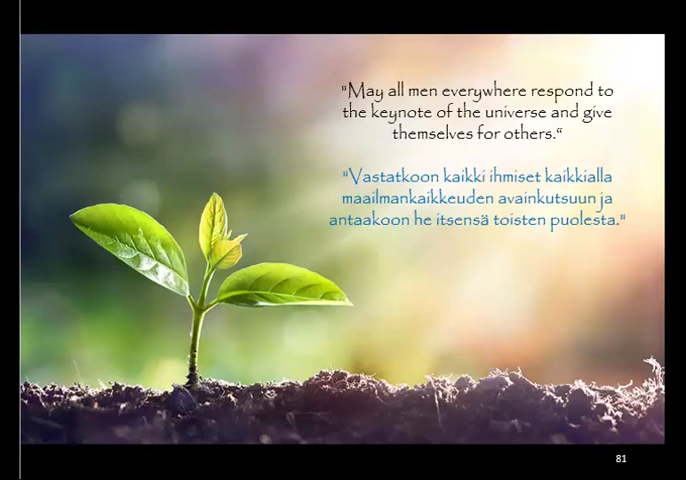 "May all men everywhere respond to
the keynote of the universe and give
themselves for others.“
"Vastatkoon kaikki ihmiset kaikkialla
maailmankaikkeuden avainkutsuun ja
antaakoon he itsensä toisten puolesta."
81